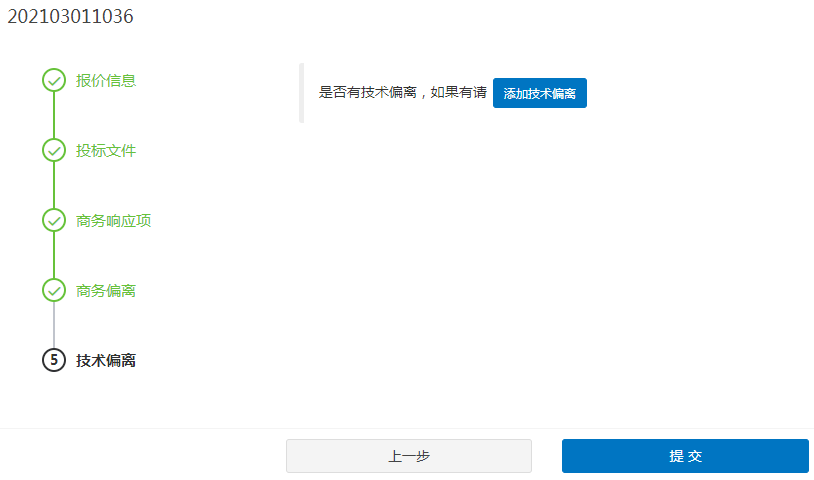 202103011036
报价信息
是否有技术偏离，如果有请 添加技术偏离
投标文件
商务响应项
商务偏离
5 技术偏离
上一步 提 交